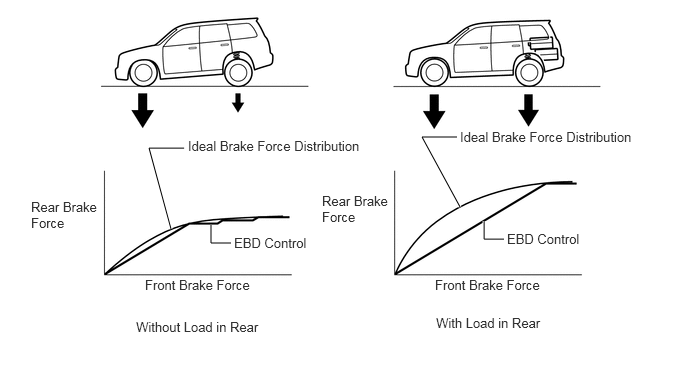 Ideal Brake Force Distribution
Rear Brake
Force
EBD Control
Front Brake Force
Without Load in Rear
Ideal Brake Force Distribution
Rear Brake
Force
EBD Control
Front Brake Force
With Load in Rear